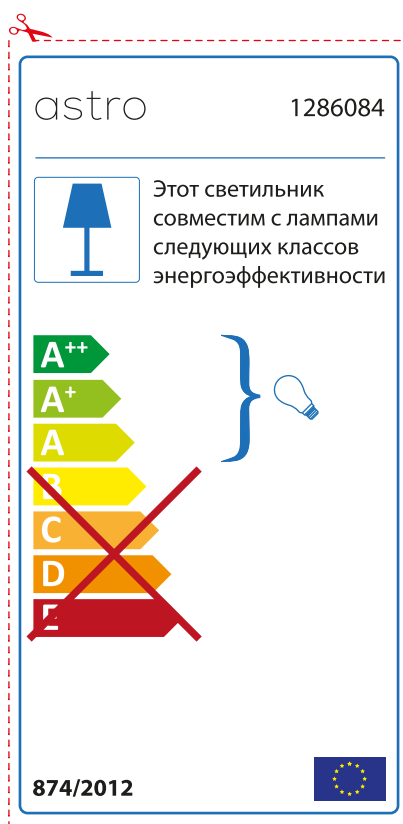 astro
1286084
Этот светильник
совместим с лампами
следующих классов
энергоэффективности
A++
A+
A
B
C
D
E
874/2012